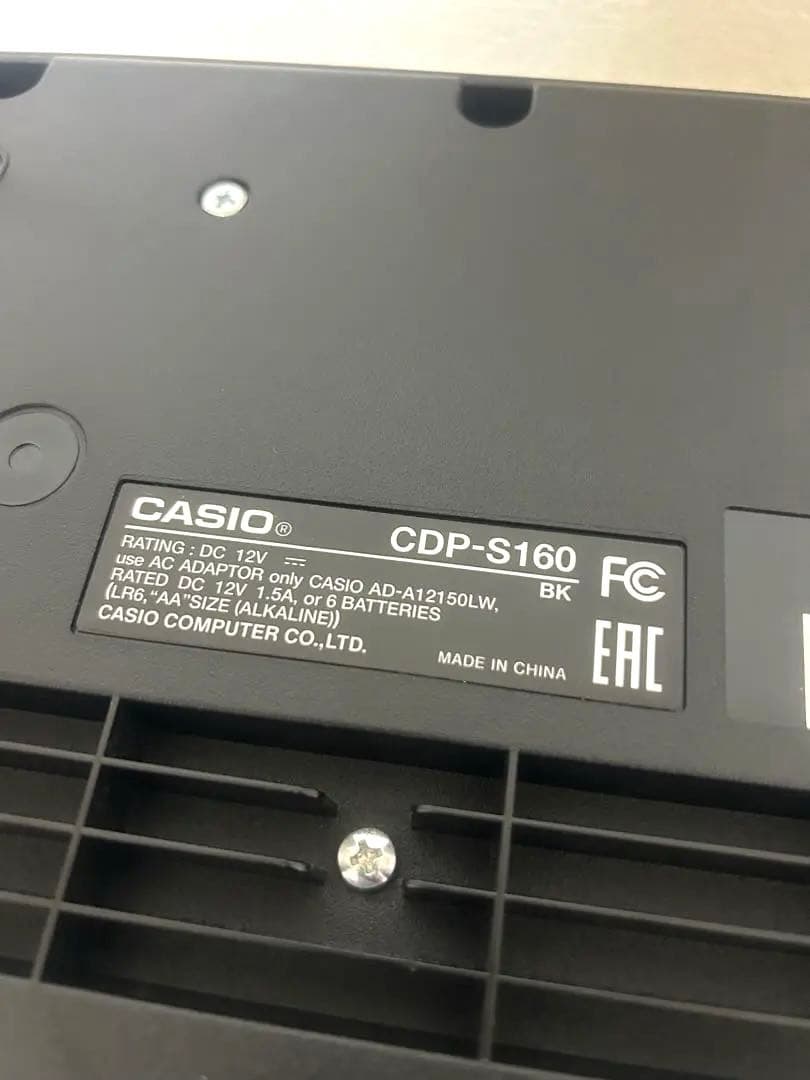 CASIO®
CDP-S160
BK
RATING : DC 12V ⎓
use AC ADAPTOR only CASIO AD-A12150LW,
RATED DC 12V 1.5A, or 6 BATTERIES
(LR6,“AA”SIZE (ALKALINE))
CASIO COMPUTER CO.,LTD.
MADE IN CHINA
FC
EAC